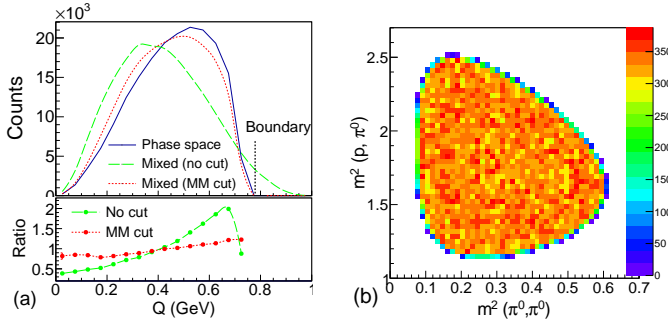 ×10³
20
15
10
5
0
Counts
Boundary
Phase space
Mixed (no cut)
Mixed (MM cut)
2
1.5
1
0.5
Ratio
No cut
MM cut
0 0.2 0.4 0.6 0.8 1
(a) Q (GeV)
m² (p, π⁰)
2.5
2
1.5
1
0 0.1 0.2 0.3 0.4 0.5 0.6 0.7
(b) m² (π⁰,π⁰)
350
300
250
200
150
100
50
0